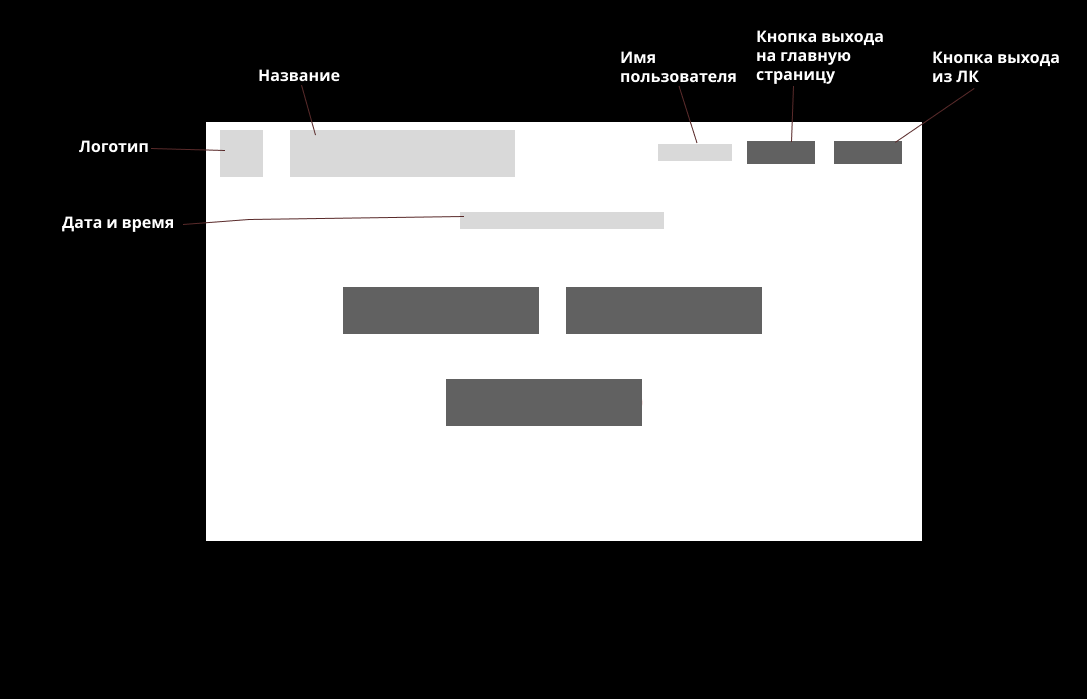 Название
Имя
пользователя
Кнопка выхода
на главную
страницу
Кнопка выхода
из ЛК
Логотип
Дата и время